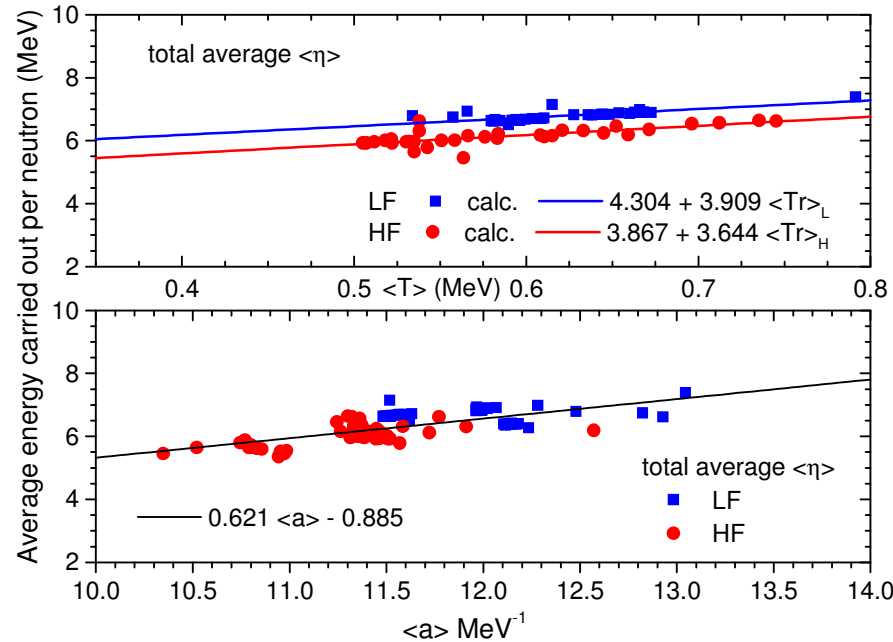 Average energy carried out per neutron (MeV)
10
8
6
4
2
total average <η>
LF calc. 4.304 + 3.909 <Tr>L
HF calc. 3.867 + 3.644 <Tr>H
0.4 0.5 0.6 0.7 0.8
<T> (MeV)
10
8
6
4
2
total average <η>
LF
HF
0.621 <a> - 0.885
10.0 10.5 11.0 11.5 12.0 12.5 13.0 13.5 14.0
<a> MeV-1